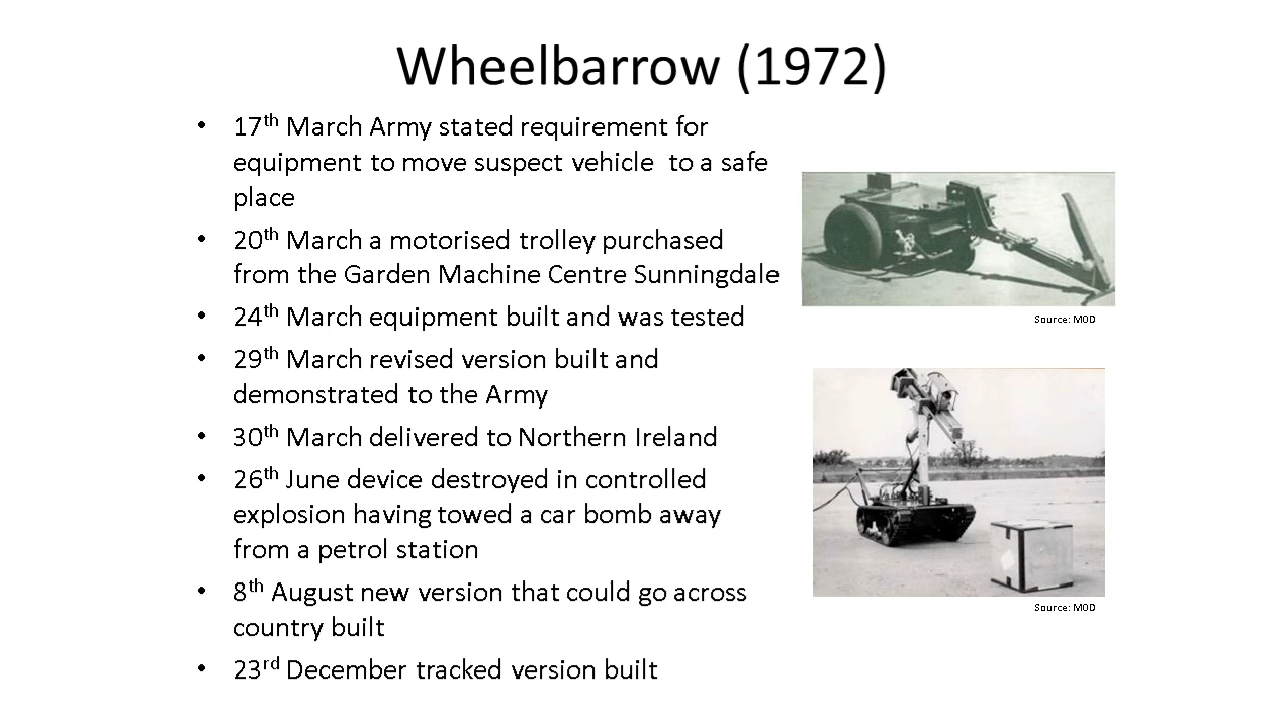 Wheelbarrow (1972)
• 17th March Army stated requirement for
equipment to move suspect vehicle  to a safe
place
• 20th March a motorised trolley purchased
from the Garden Machine Centre Sunningdale
• 24th March equipment built and was tested
• 29th March revised version built and
demonstrated to the Army
• 30th March delivered to Northern Ireland
• 26th June device destroyed in controlled
explosion having towed a car bomb away
from a petrol station
• 8th August new version that could go across
country built
• 23rd December tracked version built
Source: MOD
Source: MOD